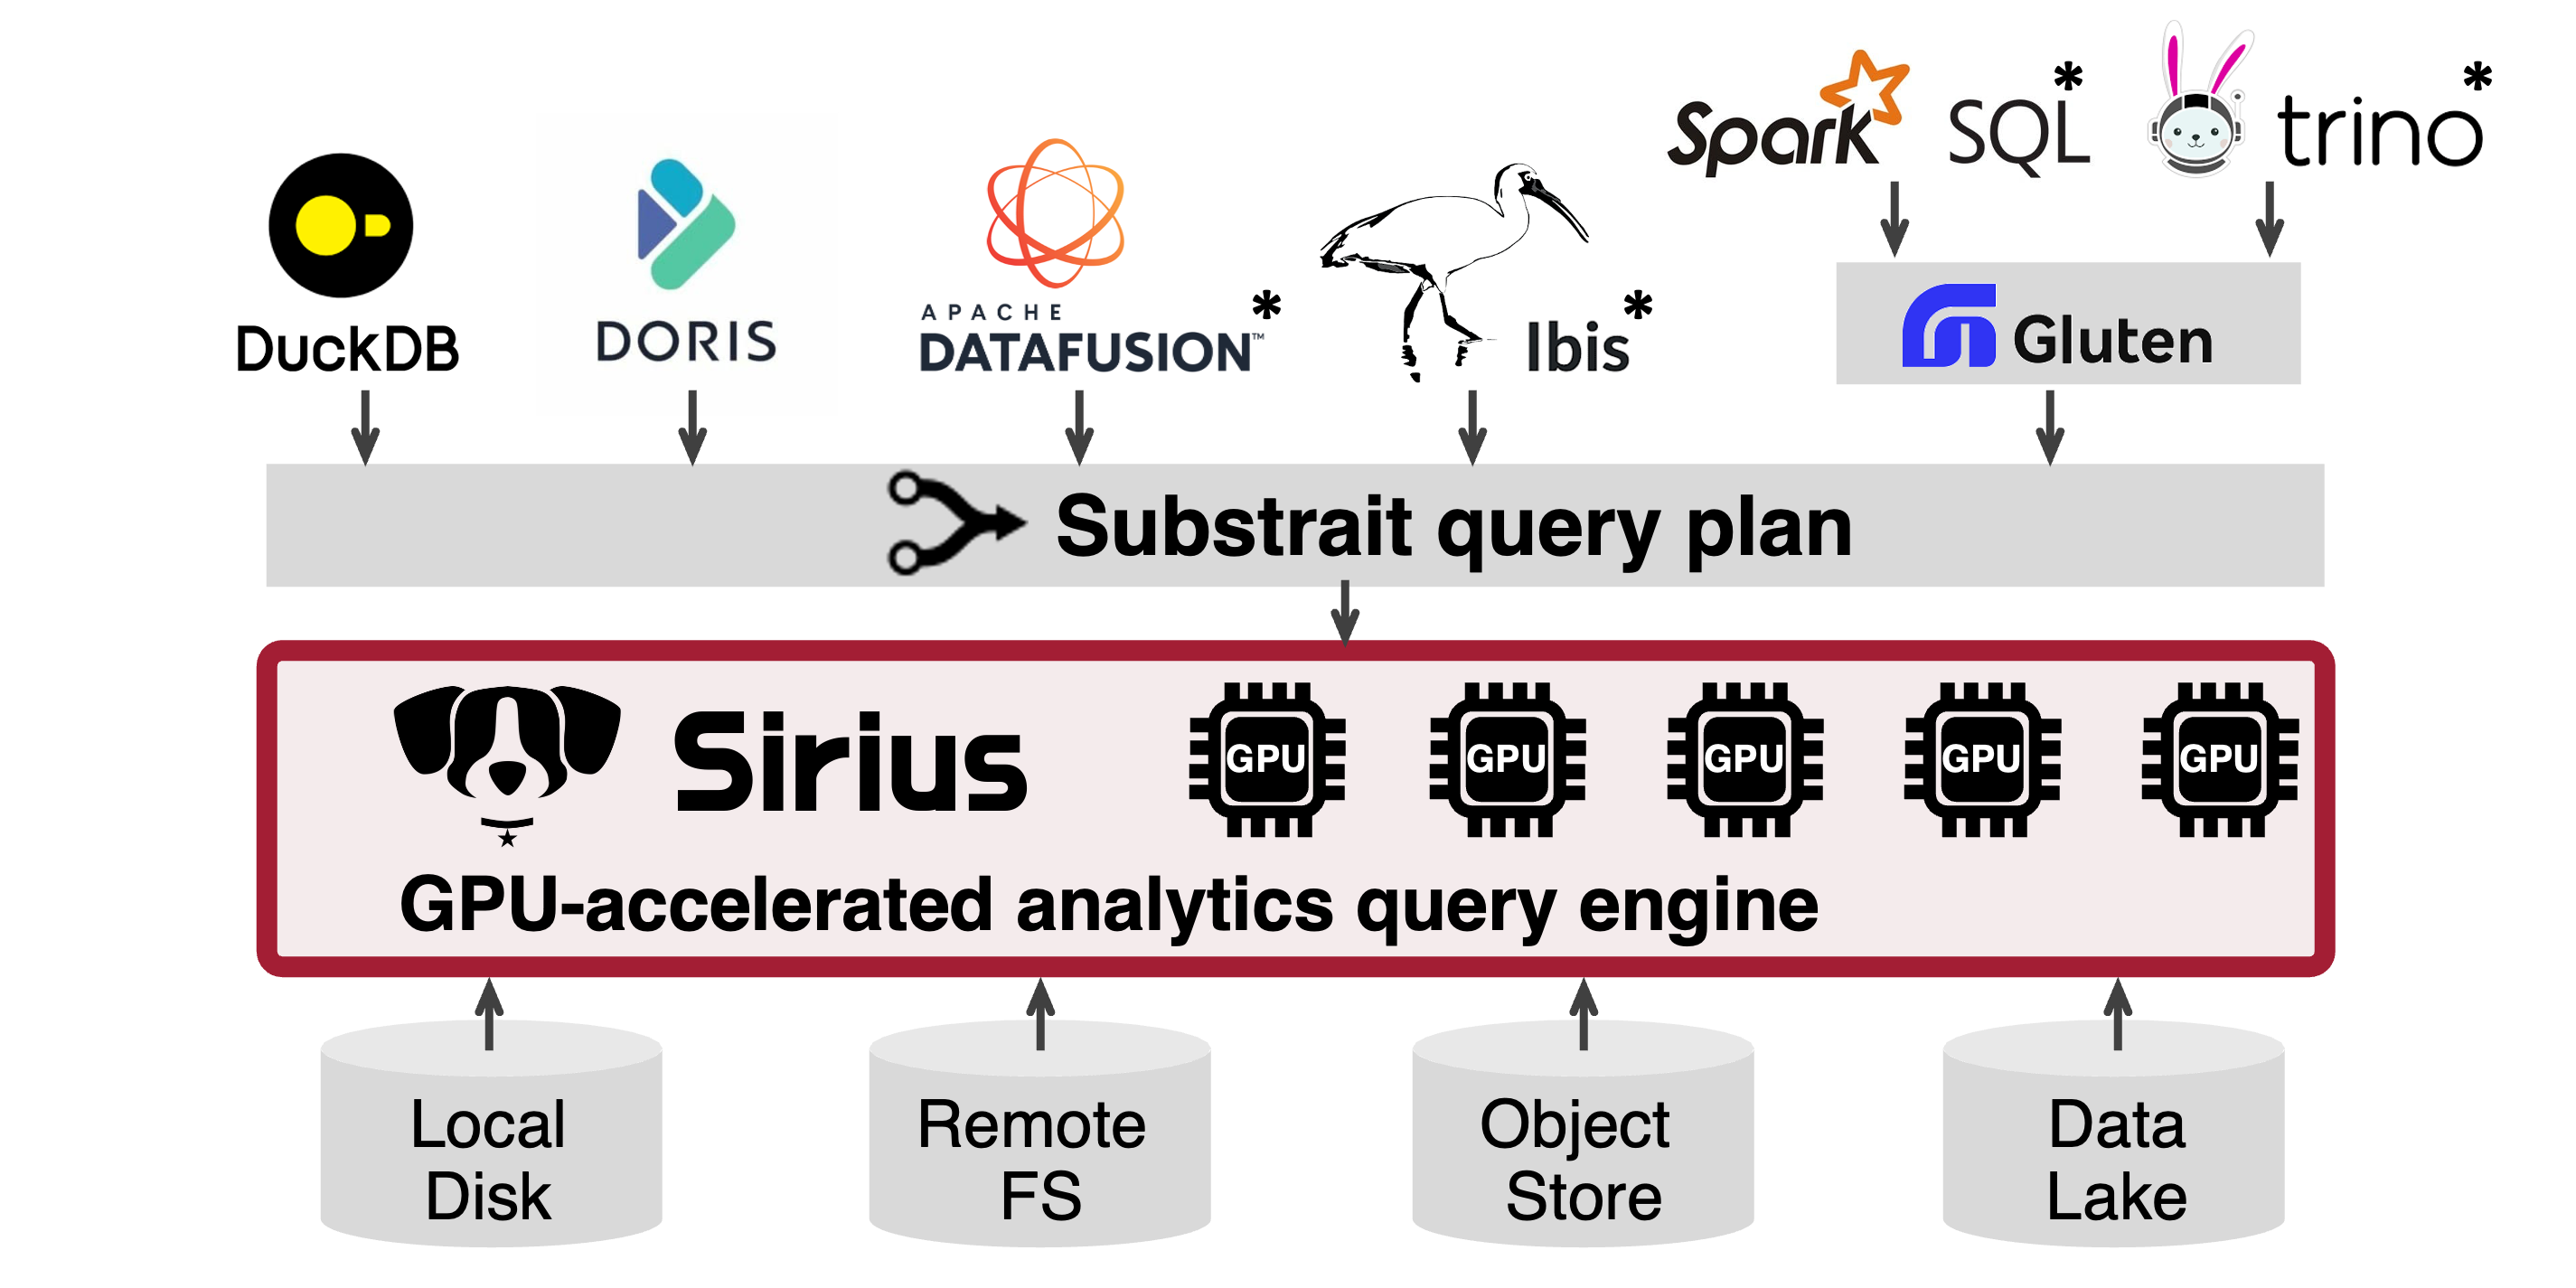 Spark SQL*
trino*
DuckDB
DORIS
APACHE
DATAFUSION™*
Ibis*
Gluten
Substrait query plan
Sirius
GPU
GPU
GPU
GPU
GPU
GPU-accelerated analytics query engine
Local
Disk
Remote
FS
Object
Store
Data
Lake